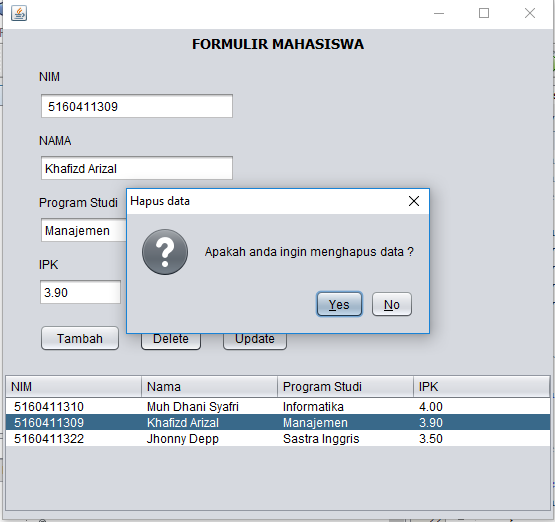 FORMULIR MAHASISWA
NIM
5160411309
NAMA
Khafizd Arizal
Program Studi
Manajemen
IPK
3.90
Hapus data
Apakah anda ingin menghapus data ?
Yes No
Tambah Delete Update
NIM Nama Program Studi IPK
5160411310 Muh Dhani Syafri Informatika 4.00
5160411309 Khafizd Arizal Manajemen 3.90
5160411322 Jhonny Depp Sastra Inggris 3.50